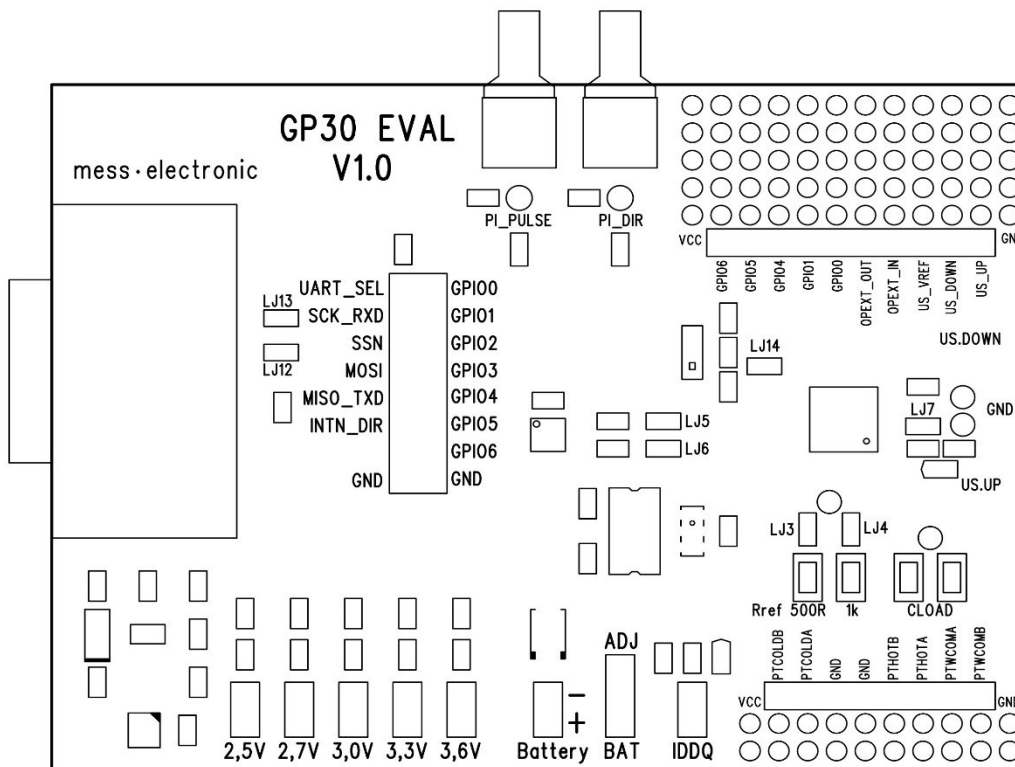 GP30 EVAL
V1.0
mess·electronic
PI_PULSE
PI_DIR
VCC
GN
GPIO6
GPIO5
GPIO4
GPIO1
GPIO0
OPEXT_OUT
OPEXT_IN
US_VREF
US_DOWN
US_UP
UART_SEL
GPIO0
LJ13
SCK_RXD
GPIO1
SSN
GPIO2
LJ12
MOSI
GPIO3
MISO_TXD
GPIO4
INTN_DIR
GPIO5
GPIO6
GND
GND
US.DOWN
LJ14
LJ5
LJ6
LJ7
GND
US.UP
LJ3
LJ4
Rref 500R
1k
CLOAD
PTCOLDB
PTCOLDA
GND
GND
PTHOTB
PTHOTA
PTWCOMA
PTWCOMB
VCC
GND
ADJ
−
+
2,5V
2,7V
3,0V
3,3V
3,6V
Battery
BAT
IDDQ